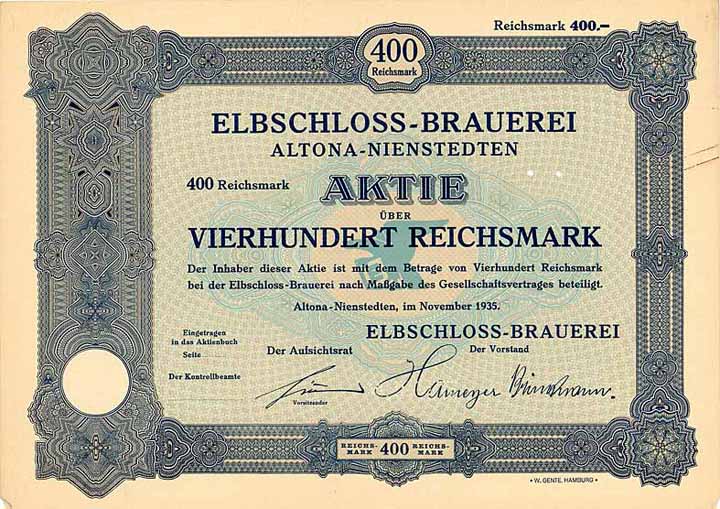 Reichsmark 400.—
400
Reichsmark
ELBSCHLOSS-BRAUEREI
ALTONA-NIENSTEDTEN
400 Reichsmark AKTIE
ÜBER
VIERHUNDERT REICHSMARK
Der Inhaber dieser Aktie ist mit dem Betrage von Vierhundert Reichsmark
bei der Elbschloss-Brauerei nach Maßgabe des Gesellschaftsvertrages beteiligt.
Altona-Nienstedten, im November 1935.
ELBSCHLOSS-BRAUEREI
Eingetragen
in das Aktienbuch
Seite
Der Aufsichtsrat
Der Vorstand
Der Kontrollbeamte
Vorsitzender
REICHS-
MARK
400
REICHS-
MARK
• W. GENTE, HAMBURG •